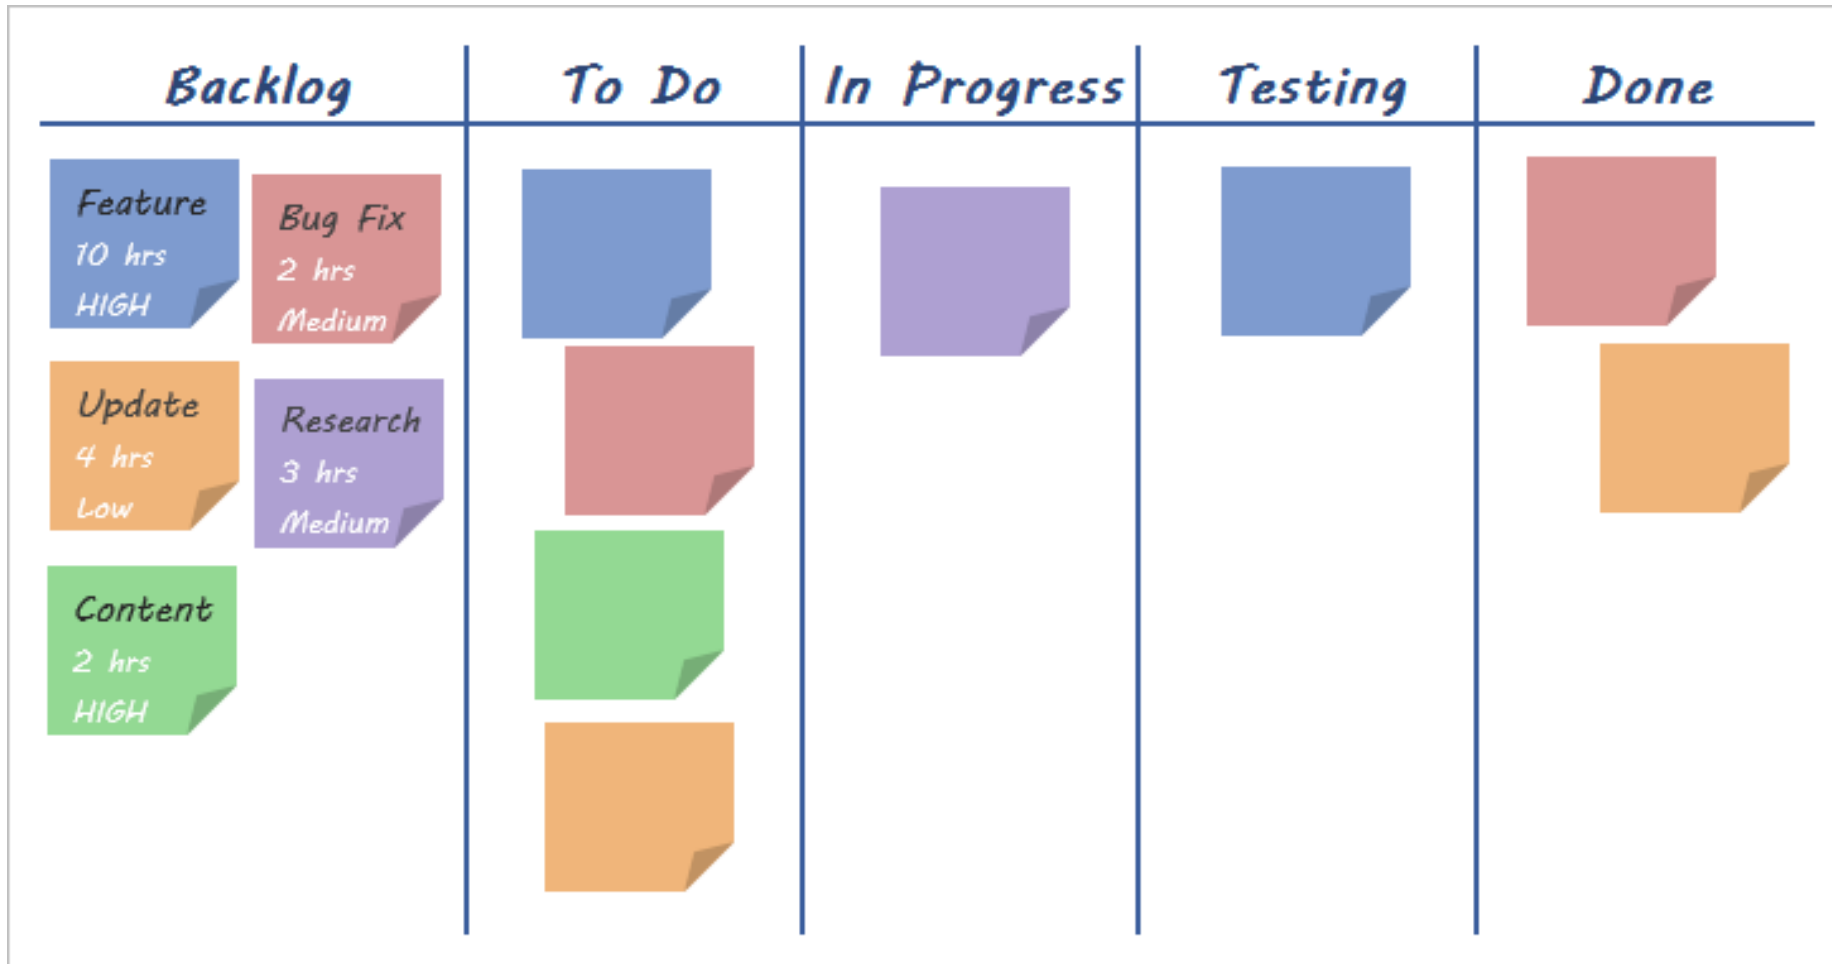 Backlog
To Do
In Progress
Testing
Done
Feature
10 hrs
HIGH
Bug Fix
2 hrs
Medium
Update
4 hrs
Low
Research
3 hrs
Medium
Content
2 hrs
HIGH